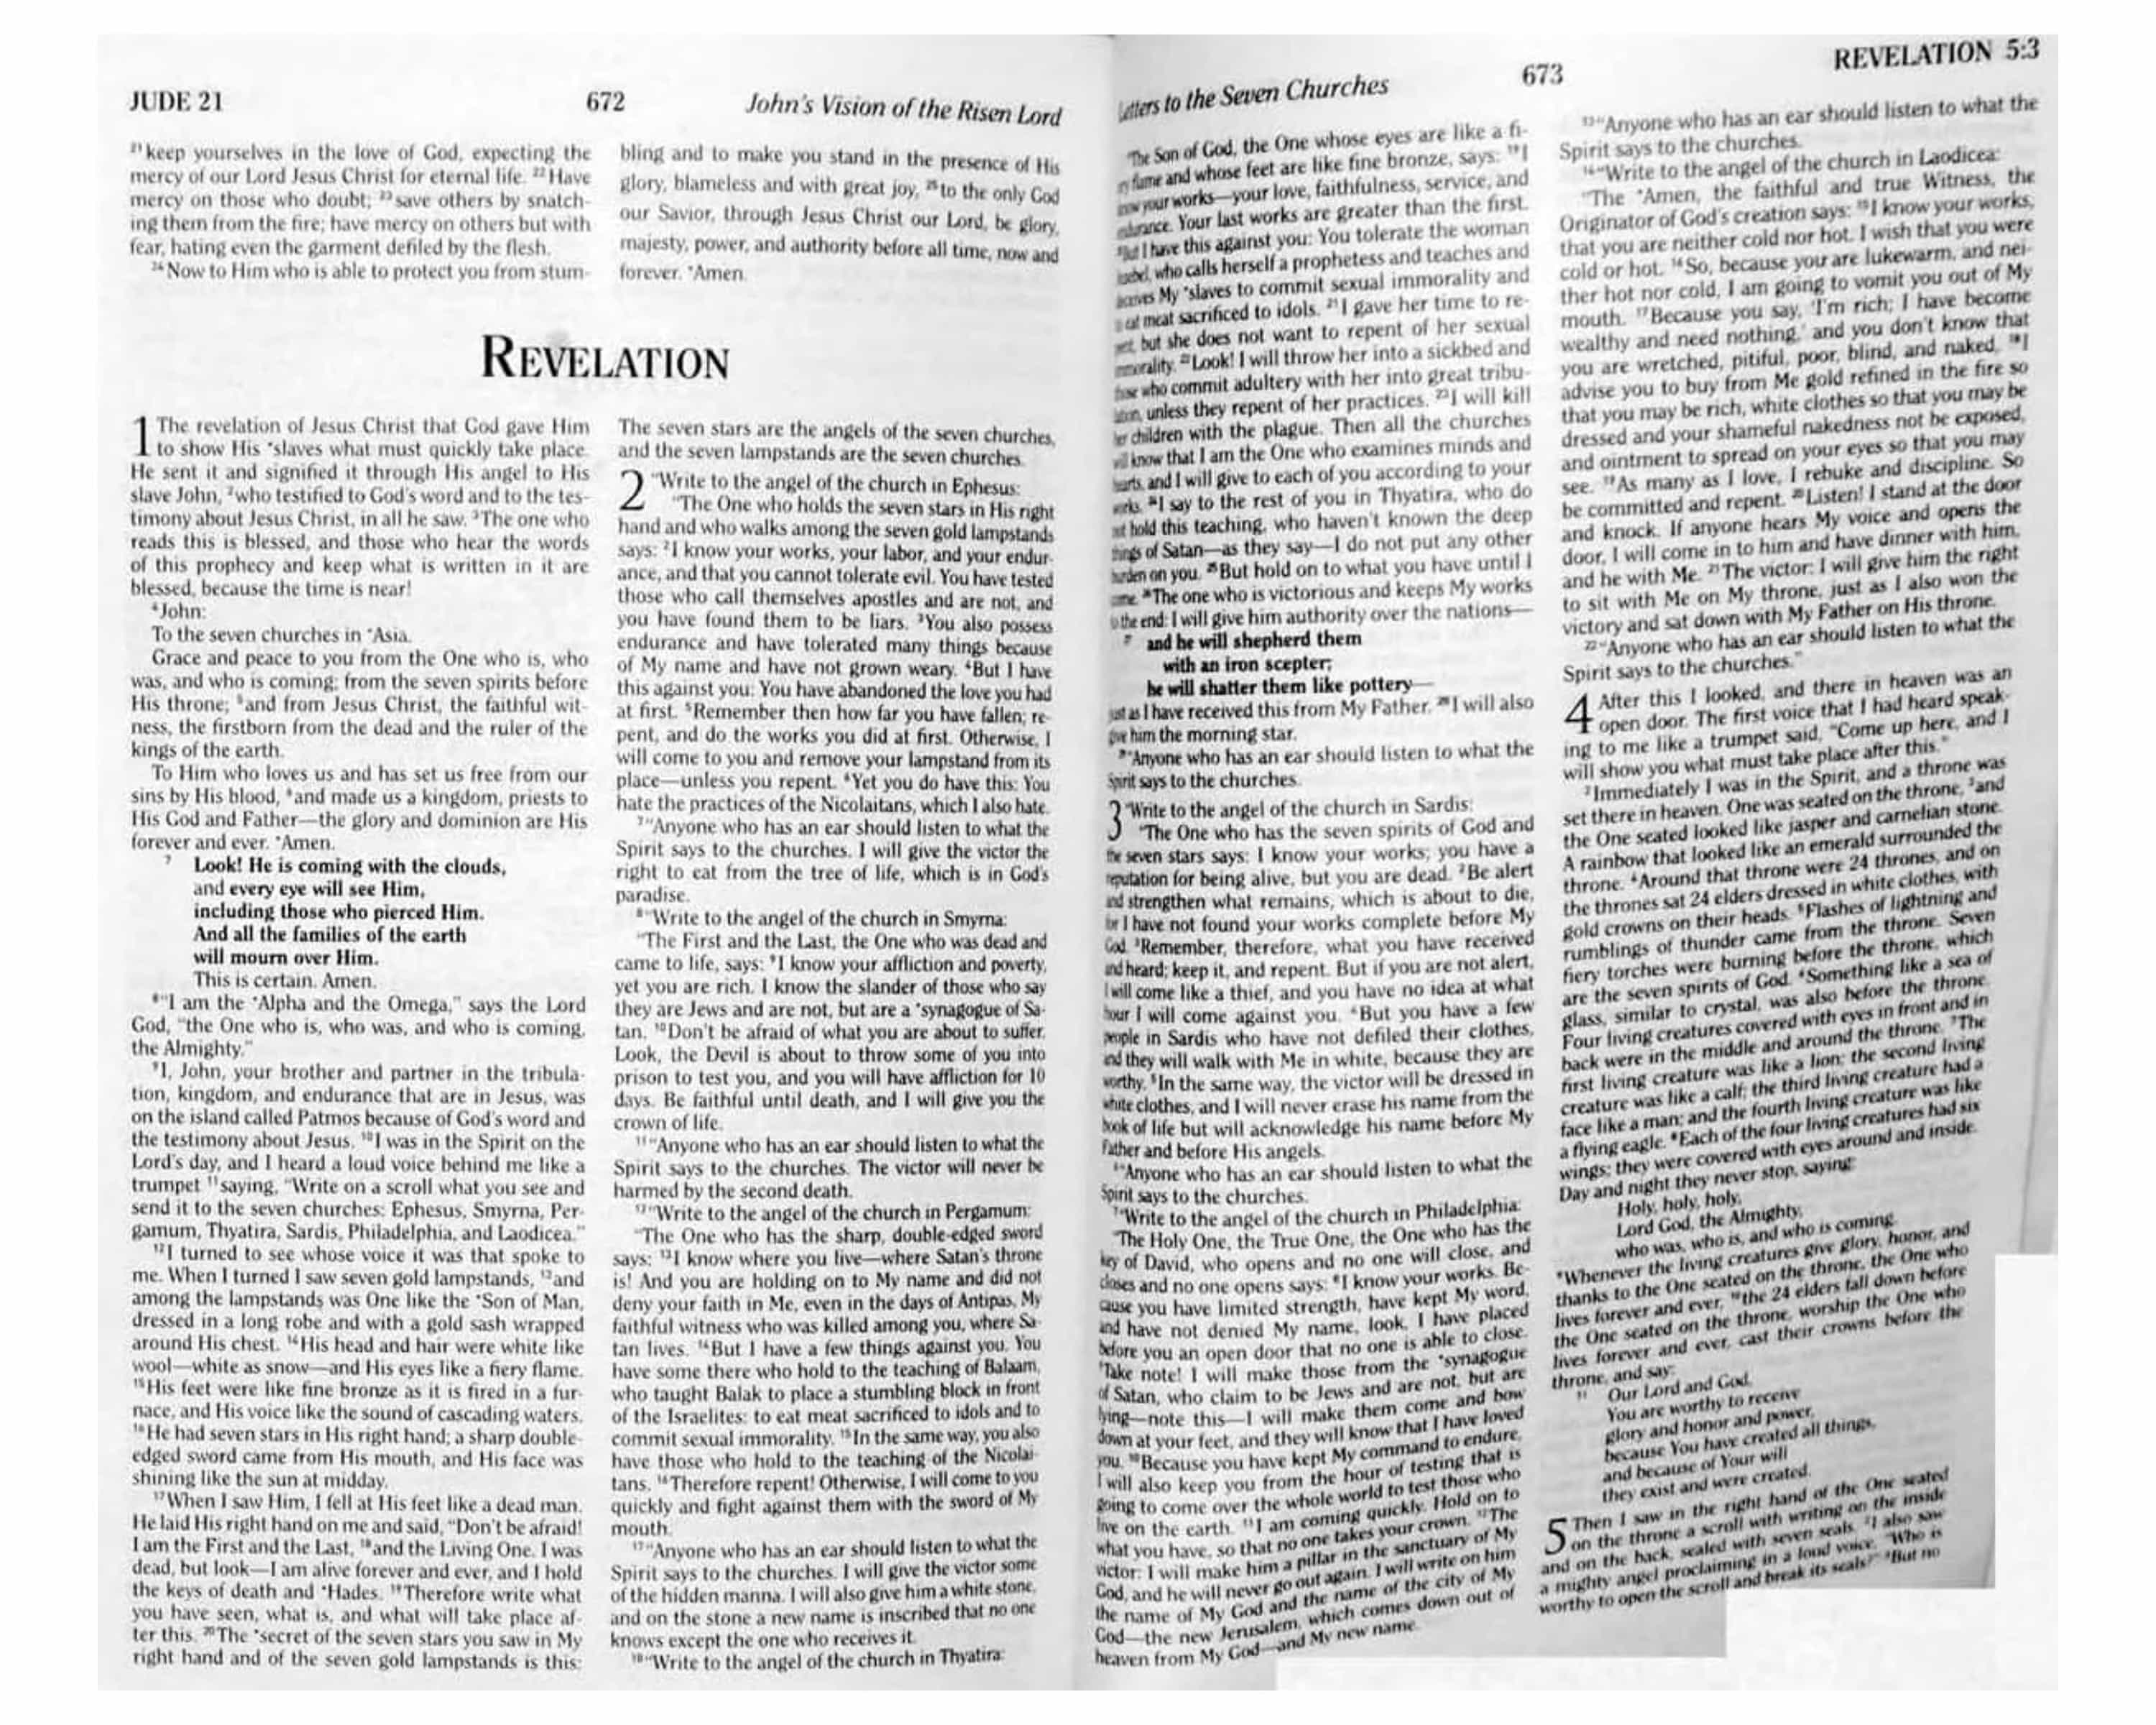 JUDE 21 672 John's Vision of the Risen Lord
21 keep yourselves in the love of God, expecting the
mercy of our Lord Jesus Christ for eternal life. 22 Have
mercy on those who doubt; 23 save others by snatch-
ing them from the fire; have mercy on others but with
fear, hating even the garment defiled by the flesh.
24 Now to Him who is able to protect you from stum-
bling and to make you stand in the presence of His
glory, blameless and with great joy, 25 to the only God
our Savior, through Jesus Christ our Lord, be glory,
majesty, power, and authority before all time, now and
forever. *Amen.
REVELATION
1 The revelation of Jesus Christ that God gave Him
to show His *slaves what must quickly take place.
He sent it and signified it through His angel to His
slave John, 2 who testified to God's word and to the tes-
timony about Jesus Christ, in all he saw. 3 The one who
reads this is blessed, and those who hear the words
of this prophecy and keep what is written in it are
blessed, because the time is near!
4 John:
To the seven churches in *Asia.
Grace and peace to you from the One who is, who
was, and who is coming; from the seven spirits before
His throne; 5 and from Jesus Christ, the faithful wit-
ness, the firstborn from the dead and the ruler of the
kings of the earth.
To Him who loves us and has set us free from our
sins by His blood, 6 and made us a kingdom, priests to
His God and Father—the glory and dominion are His
forever and ever. *Amen.
7 Look! He is coming with the clouds,
and every eye will see Him,
including those who pierced Him.
And all the families of the earth
will mourn over Him.
This is certain. Amen.
8 "I am the *Alpha and the Omega," says the Lord
God, "the One who is, who was, and who is coming,
the Almighty."
9 I, John, your brother and partner in the tribula-
tion, kingdom, and endurance that are in Jesus, was
on the island called Patmos because of God's word and
the testimony about Jesus. 10 I was in the Spirit on the
Lord's day, and I heard a loud voice behind me like a
trumpet 11 saying, "Write on a scroll what you see and
send it to the seven churches: Ephesus, Smyrna, Per-
gamum, Thyatira, Sardis, Philadelphia, and Laodicea."
12 I turned to see whose voice it was that spoke to
me. When I turned I saw seven gold lampstands, 13 and
among the lampstands was One like the *Son of Man,
dressed in a long robe and with a gold sash wrapped
around His chest. 14 His head and hair were white like
wool—white as snow—and His eyes like a fiery flame.
15 His feet were like fine bronze as it is fired in a fur-
nace, and His voice like the sound of cascading waters.
16 He had seven stars in His right hand; a sharp double-
edged sword came from His mouth, and His face was
shining like the sun at midday.
17 When I saw Him, I fell at His feet like a dead man.
He laid His right hand on me and said, "Don't be afraid!
I am the First and the Last, 18 and the Living One. I was
dead, but look—I am alive forever and ever, and I hold
the keys of death and *Hades. 19 Therefore write what
you have seen, what is, and what will take place af-
ter this. 20 The *secret of the seven stars you saw in My
right hand and of the seven gold lampstands is this:
The seven stars are the angels of the seven churches,
and the seven lampstands are the seven churches.
2 "Write to the angel of the church in Ephesus:
"The One who holds the seven stars in His right
hand and who walks among the seven gold lampstands
says: 2 I know your works, your labor, and your endur-
ance, and that you cannot tolerate evil. You have tested
those who call themselves apostles and are not, and
you have found them to be liars. 3 You also possess
endurance and have tolerated many things because
of My name and have not grown weary. 4 But I have
this against you: You have abandoned the love you had
at first. 5 Remember then how far you have fallen; re-
pent, and do the works you did at first. Otherwise, I
will come to you and remove your lampstand from its
place—unless you repent. 6 Yet you do have this: You
hate the practices of the Nicolaitans, which I also hate.
7 "Anyone who has an ear should listen to what the
Spirit says to the churches. I will give the victor the
right to eat from the tree of life, which is in God's
paradise.
8 "Write to the angel of the church in Smyrna:
"The First and the Last, the One who was dead and
came to life, says: 9 I know your affliction and poverty,
yet you are rich. I know the slander of those who say
they are Jews and are not, but are a *synagogue of Sa-
tan. 10 Don't be afraid of what you are about to suffer.
Look, the Devil is about to throw some of you into
prison to test you, and you will have affliction for 10
days. Be faithful until death, and I will give you the
crown of life.
11 "Anyone who has an ear should listen to what the
Spirit says to the churches. The victor will never be
harmed by the second death.
12 "Write to the angel of the church in Pergamum:
"The One who has the sharp, double-edged sword
says: 13 I know where you live—where Satan's throne
is! And you are holding on to My name and did not
deny your faith in Me, even in the days of Antipas, My
faithful witness who was killed among you, where Sa-
tan lives. 14 But I have a few things against you. You
have some there who hold to the teaching of Balaam,
who taught Balak to place a stumbling block in front
of the Israelites: to eat meat sacrificed to idols and to
commit sexual immorality. 15 In the same way, you also
have those who hold to the teaching of the Nicolai-
tans. 16 Therefore repent! Otherwise, I will come to you
quickly and fight against them with the sword of My
mouth.
17 "Anyone who has an ear should listen to what the
Spirit says to the churches. I will give the victor some
of the hidden manna. I will also give him a white stone,
and on the stone a new name is inscribed that no one
knows except the one who receives it.
18 "Write to the angel of the church in Thyatira:
Letters to the Seven Churches 673 REVELATION 5:3
"The Son of God, the One whose eyes are like a fi-
flame and whose feet are like fine bronze, says: 19 I
your works—your love, faithfulness, service, and
endurance. Your last works are greater than the first.
20 But I have this against you: You tolerate the woman
who calls herself a prophetess and teaches and
My *slaves to commit sexual immorality and
eat meat sacrificed to idols. 21 I gave her time to re-
but she does not want to repent of her sexual
22 Look! I will throw her into a sickbed and
those who commit adultery with her into great tribu-
unless they repent of her practices. 23 I will kill
her children with the plague. Then all the churches
will know that I am the One who examines minds and
hearts, and I will give to each of you according to your
works. 24 I say to the rest of you in Thyatira, who do
not hold this teaching, who haven't known the deep
things of Satan—as they say—I do not put any other
burden on you. 25 But hold on to what you have until I
come. 26 The one who is victorious and keeps My works
to the end: I will give him authority over the nations—
27 and he will shepherd them
with an iron scepter;
he will shatter them like pottery—
just as I have received this from My Father. 28 I will also
give him the morning star.
29 "Anyone who has an ear should listen to what the
Spirit says to the churches.
3 "Write to the angel of the church in Sardis:
"The One who has the seven spirits of God and
the seven stars says: I know your works; you have a
reputation for being alive, but you are dead. 2 Be alert
and strengthen what remains, which is about to die,
for I have not found your works complete before My
God. 3 Remember, therefore, what you have received
and heard; keep it, and repent. But if you are not alert,
I will come like a thief, and you have no idea at what
hour I will come against you. 4 But you have a few
people in Sardis who have not defiled their clothes,
and they will walk with Me in white, because they are
worthy. 5 In the same way, the victor will be dressed in
white clothes, and I will never erase his name from the
book of life but will acknowledge his name before My
Father and before His angels.
6 "Anyone who has an ear should listen to what the
Spirit says to the churches.
7 "Write to the angel of the church in Philadelphia:
"The Holy One, the True One, the One who has the
key of David, who opens and no one will close, and
closes and no one opens says: 8 I know your works. Be-
cause you have limited strength, have kept My word,
and have not denied My name, look, I have placed
before you an open door that no one is able to close.
9 Take note! I will make those from the *synagogue
of Satan, who claim to be Jews and are not, but are
lying—note this—I will make them come and bow
down at your feet, and they will know that I have loved
you. 10 Because you have kept My command to endure,
I will also keep you from the hour of testing that is
going to come over the whole world to test those who
live on the earth. 11 I am coming quickly. Hold on to
what you have, so that no one takes your crown. 12 The
victor: I will make him a pillar in the sanctuary of My
God, and he will never go out again. I will write on him
the name of My God and the name of the city of My
God—the new Jerusalem, which comes down out of
heaven from My God—and My new name.
13 "Anyone who has an ear should listen to what the
Spirit says to the churches.
14 "Write to the angel of the church in Laodicea:
"The *Amen, the faithful and true Witness, the
Originator of God's creation says: 15 I know your works,
that you are neither cold nor hot. I wish that you were
cold or hot. 16 So, because you are lukewarm, and nei-
ther hot nor cold, I am going to vomit you out of My
mouth. 17 Because you say, 'I'm rich; I have become
wealthy and need nothing,' and you don't know that
you are wretched, pitiful, poor, blind, and naked, 18 I
advise you to buy from Me gold refined in the fire so
that you may be rich, white clothes so that you may be
dressed and your shameful nakedness not be exposed,
and ointment to spread on your eyes so that you may
see. 19 As many as I love, I rebuke and discipline. So
be committed and repent. 20 Listen! I stand at the door
and knock. If anyone hears My voice and opens the
door, I will come in to him and have dinner with him,
and he with Me. 21 The victor: I will give him the right
to sit with Me on My throne, just as I also won the
victory and sat down with My Father on His throne.
22 "Anyone who has an ear should listen to what the
Spirit says to the churches."
4 After this I looked, and there in heaven was an
open door. The first voice that I had heard speak-
ing to me like a trumpet said, "Come up here, and I
will show you what must take place after this."
2 Immediately I was in the Spirit, and a throne was
set there in heaven. One was seated on the throne, 3 and
the One seated looked like jasper and carnelian stone.
A rainbow that looked like an emerald surrounded the
throne. 4 Around that throne were 24 thrones, and on
the thrones sat 24 elders dressed in white clothes, with
gold crowns on their heads. 5 Flashes of lightning and
rumblings of thunder came from the throne. Seven
fiery torches were burning before the throne, which
are the seven spirits of God. 6 Something like a sea of
glass, similar to crystal, was also before the throne.
Four living creatures covered with eyes in front and in
back were in the middle and around the throne. 7 The
first living creature was like a lion; the second living
creature was like a calf; the third living creature had a
face like a man; and the fourth living creature was like
a flying eagle. 8 Each of the four living creatures had six
wings; they were covered with eyes around and inside.
Day and night they never stop, saying:
Holy, holy, holy,
Lord God, the Almighty,
who was, who is, and who is coming.
9 Whenever the living creatures give glory, honor, and
thanks to the One seated on the throne, the One who
lives forever and ever, 10 the 24 elders fall down before
the One seated on the throne, worship the One who
lives forever and ever, cast their crowns before the
throne, and say:
11 Our Lord and God,
You are worthy to receive
glory and honor and power,
because You have created all things,
and because of Your will
they exist and were created.
5 Then I saw in the right hand of the One seated
on the throne a scroll with writing on the inside
and on the back, sealed with seven seals. 2 I also saw
a mighty angel proclaiming in a loud voice, "Who is
worthy to open the scroll and break its seals?" 3 But no